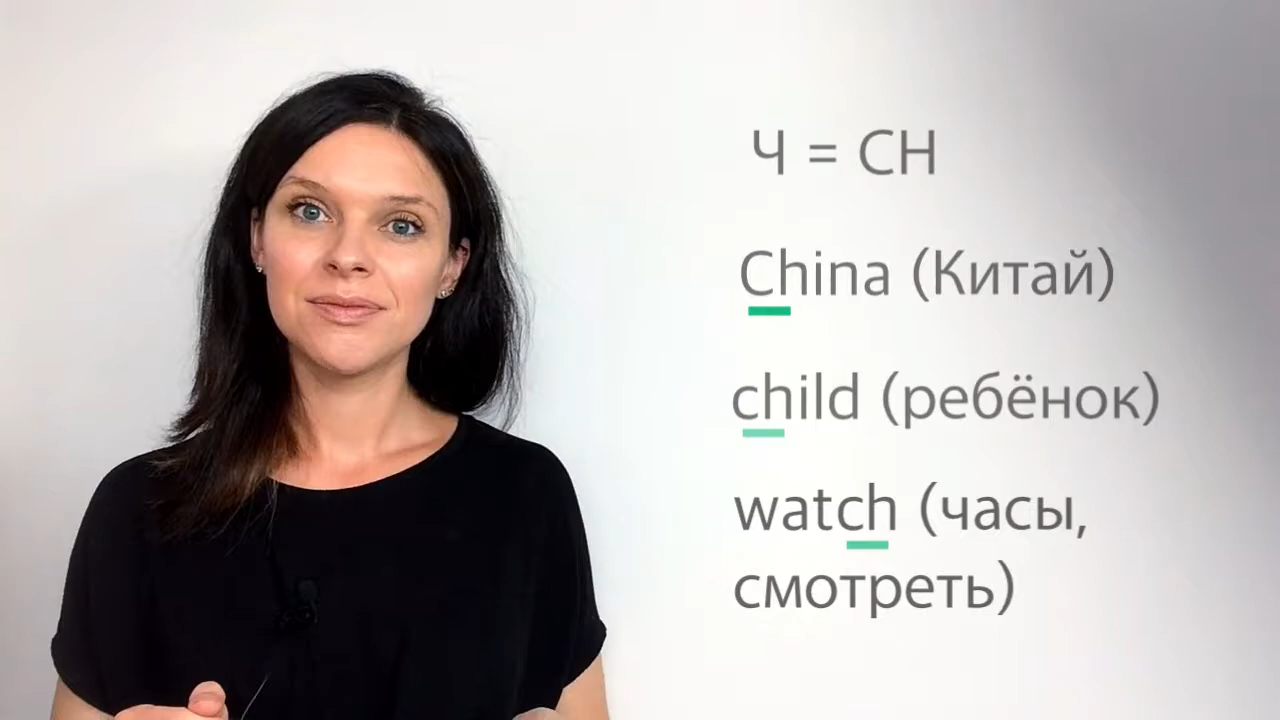 Ч = CH
China (Китай)
child (ребёнок)
watch (часы,
смотреть)